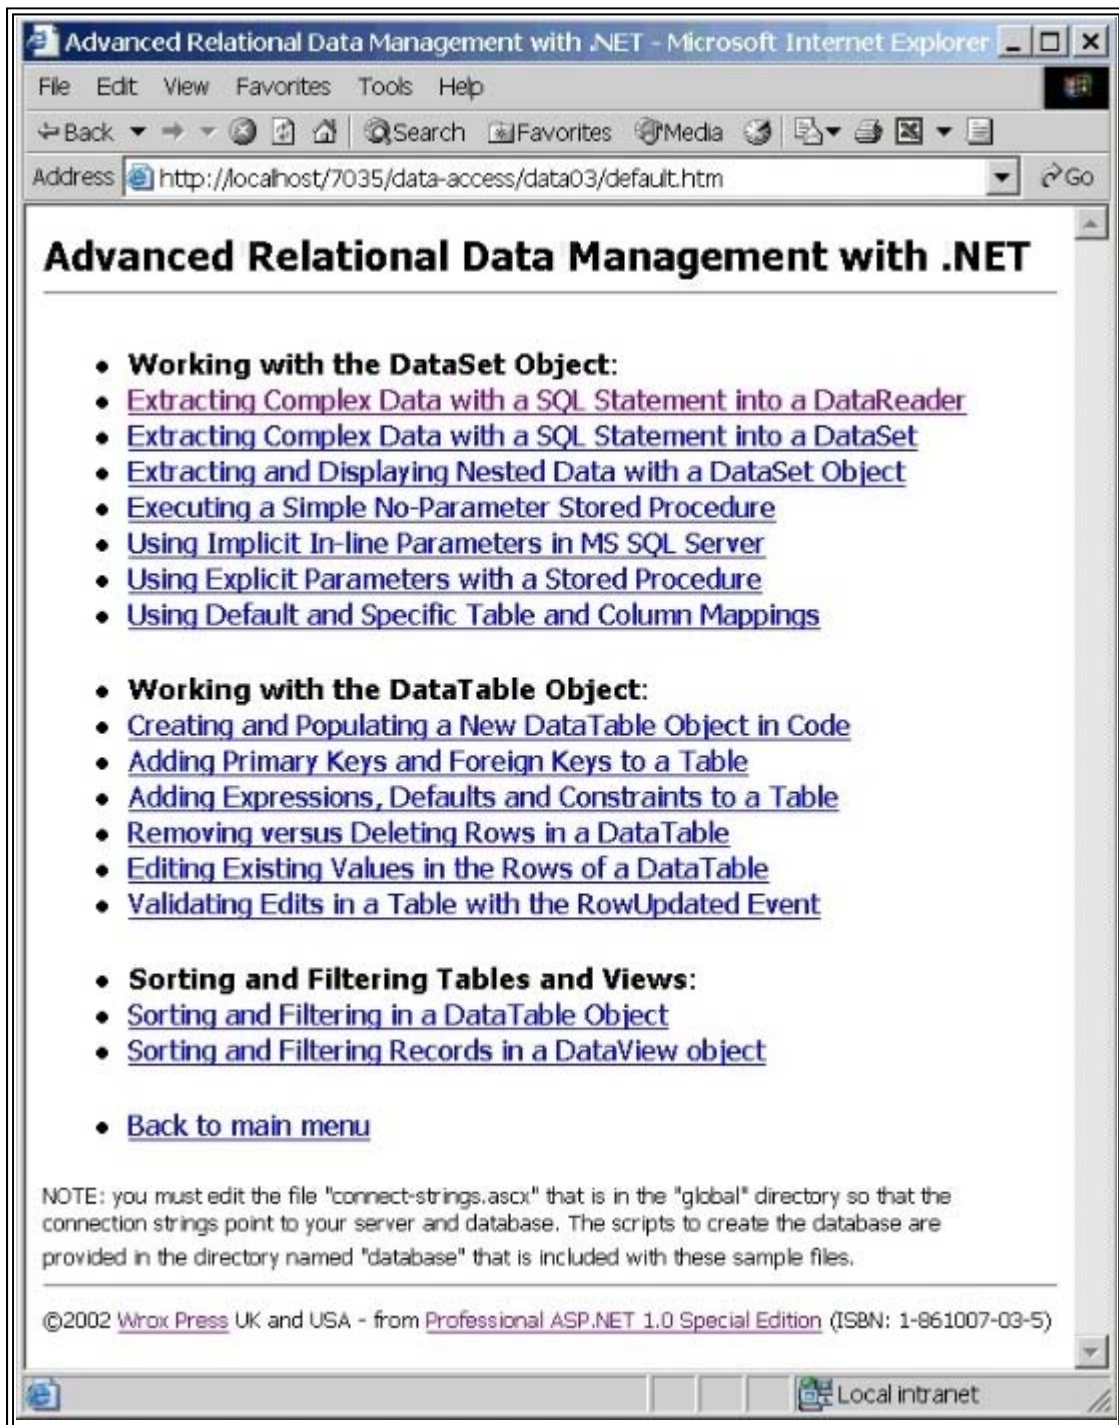 Advanced Relational Data Management with .NET - Microsoft Internet Explorer
File Edit View Favorites Tools Help
Back Search Favorites Media
Address http://localhost/7035/data-access/data03/default.htm Go
Advanced Relational Data Management with .NET
• Working with the DataSet Object:
• Extracting Complex Data with a SQL Statement into a DataReader
• Extracting Complex Data with a SQL Statement into a DataSet
• Extracting and Displaying Nested Data with a DataSet Object
• Executing a Simple No-Parameter Stored Procedure
• Using Implicit In-line Parameters in MS SQL Server
• Using Explicit Parameters with a Stored Procedure
• Using Default and Specific Table and Column Mappings
• Working with the DataTable Object:
• Creating and Populating a New DataTable Object in Code
• Adding Primary Keys and Foreign Keys to a Table
• Adding Expressions, Defaults and Constraints to a Table
• Removing versus Deleting Rows in a DataTable
• Editing Existing Values in the Rows of a DataTable
• Validating Edits in a Table with the RowUpdated Event
• Sorting and Filtering Tables and Views:
• Sorting and Filtering in a DataTable Object
• Sorting and Filtering Records in a DataView object
• Back to main menu
NOTE: you must edit the file "connect-strings.ascx" that is in the "global" directory so that the
connection strings point to your server and database. The scripts to create the database are
provided in the directory named "database" that is included with these sample files.
©2002 Wrox Press UK and USA - from Professional ASP.NET 1.0 Special Edition (ISBN: 1-861007-03-5)
Local intranet